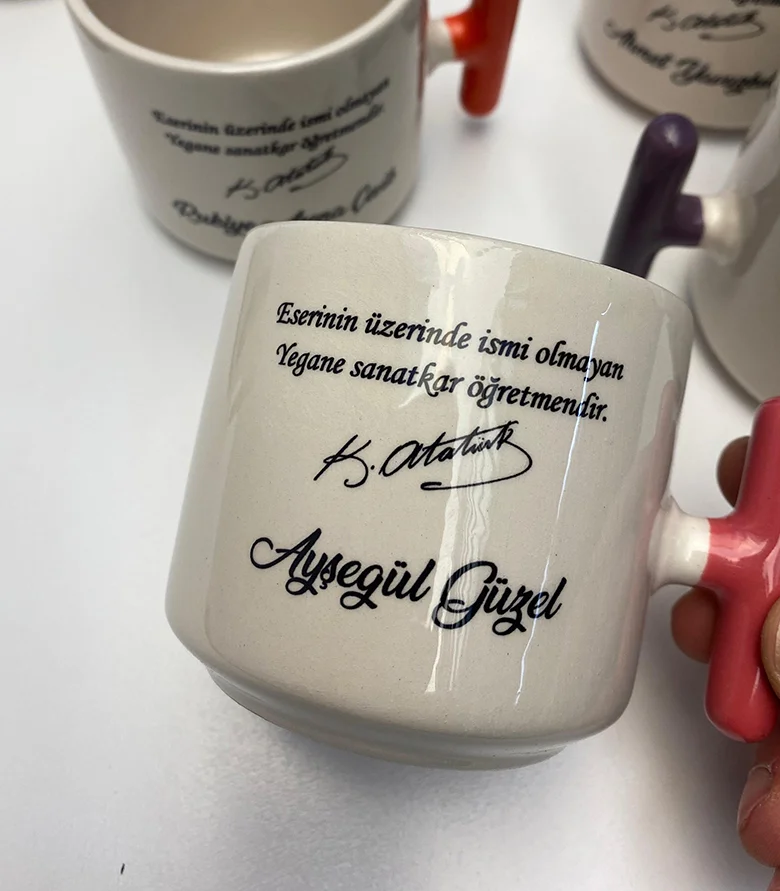 Eserinin üzerinde ismi olmayan
Yegane sanatkar öğretmendir.
K. Atatürk
Eserinin üzerinde ismi olmayan
Yegane sanatkar öğretmendir.
K. Atatürk
Ayşegül Güzel